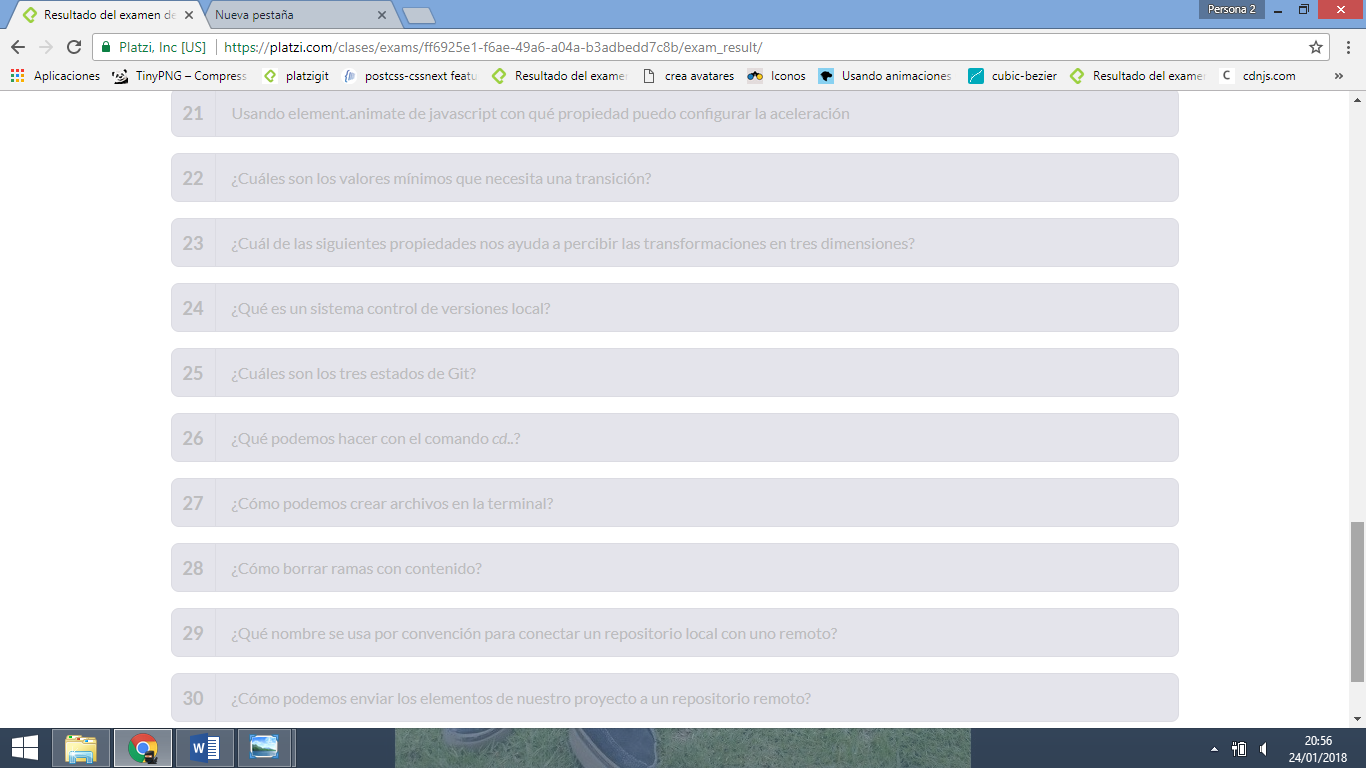 Resultado del examen de
Nueva pestaña
Persona 2
Platzi, Inc [US]
https://platzi.com/clases/exams/ff6925e1-f6ae-49a6-a04a-b3adbedd7c8b/exam_result/
Aplicaciones
TinyPNG – Compress
platzigit
postcss-cssnext featu
Resultado del exame
crea avatares
Iconos
Usando animaciones
cubic-bezier
Resultado del exame
C cdnjs.com
21 Usando element.animate de javascript con qué propiedad puedo configurar la aceleración
22 ¿Cuáles son los valores mínimos que necesita una transición?
23 ¿Cuál de las siguientes propiedades nos ayuda a percibir las transformaciones en tres dimensiones?
24 ¿Qué es un sistema control de versiones local?
25 ¿Cuáles son los tres estados de Git?
26 ¿Qué podemos hacer con el comando cd..?
27 ¿Cómo podemos crear archivos en la terminal?
28 ¿Cómo borrar ramas con contenido?
29 ¿Qué nombre se usa por convención para conectar un repositorio local con uno remoto?
30 ¿Cómo podemos enviar los elementos de nuestro proyecto a un repositorio remoto?
20:56
24/01/2018